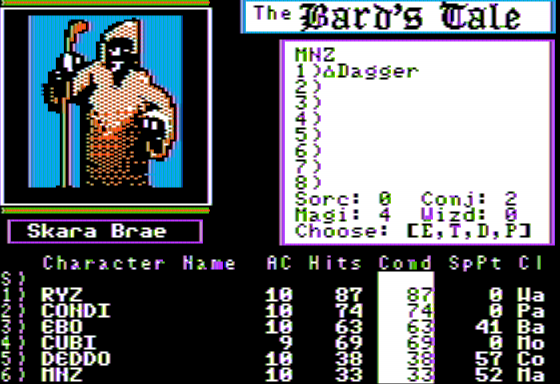 The Bard's Tale
MNZ
1)▵Dagger
2)
3)
4)
5)
6)
7)
8)
Sorc: 0 Conj: 2
Magi: 4 Wizd: 0
Choose: [E,T,D,P]
Skara Brae
Character Name AC Hits Cond SpPt Cl
S)
1) RYZ 10 87 87 0 Wa
2) CONDI 10 74 74 0 Pa
3) EBO 10 63 63 41 Ba
4) CUBI 9 69 69 0 Mo
5) DEDDO 10 38 38 57 Co
6) MNZ 10 33 33 52 Ma